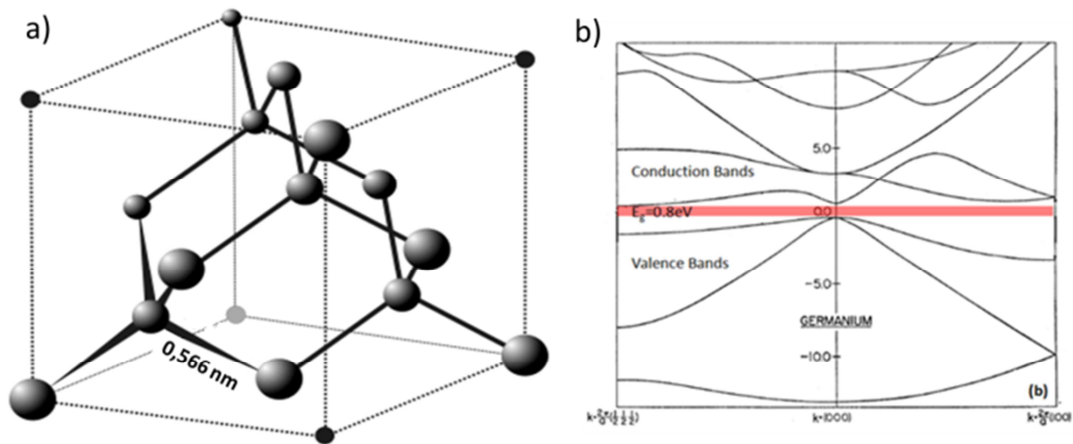 a)
0,566 nm
b)
5.0
Conduction Bands
Eg=0.8eV
0.0
Valence Bands
-5.0
GERMANIUM
-10.0
(b)
k=(000)